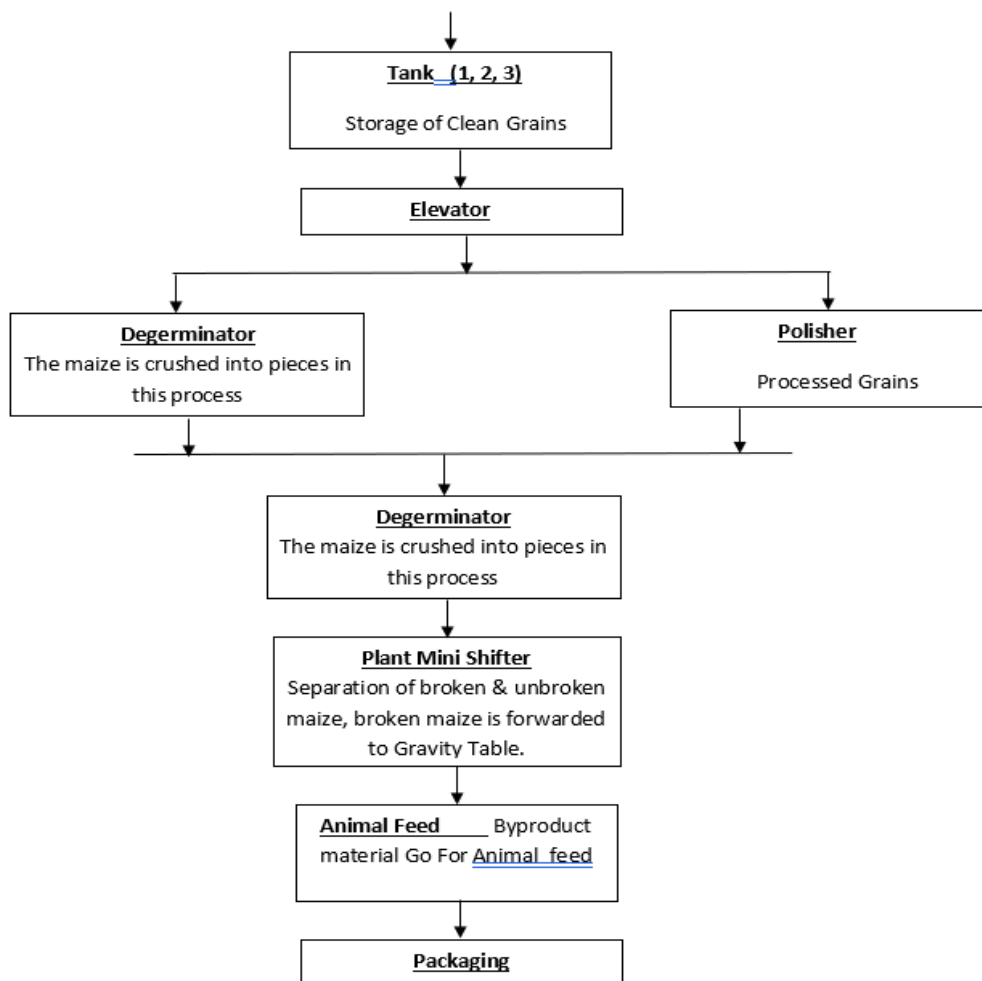 Tank (1, 2, 3)
Storage of Clean Grains
Elevator
Degerminator
The maize is crushed into pieces in
this process
Polisher
Processed Grains
Degerminator
The maize is crushed into pieces in
this process
Plant Mini Shifter
Separation of broken & unbroken
maize, broken maize is forwarded
to Gravity Table.
Animal Feed Byproduct
material Go For Animal feed
Packaging